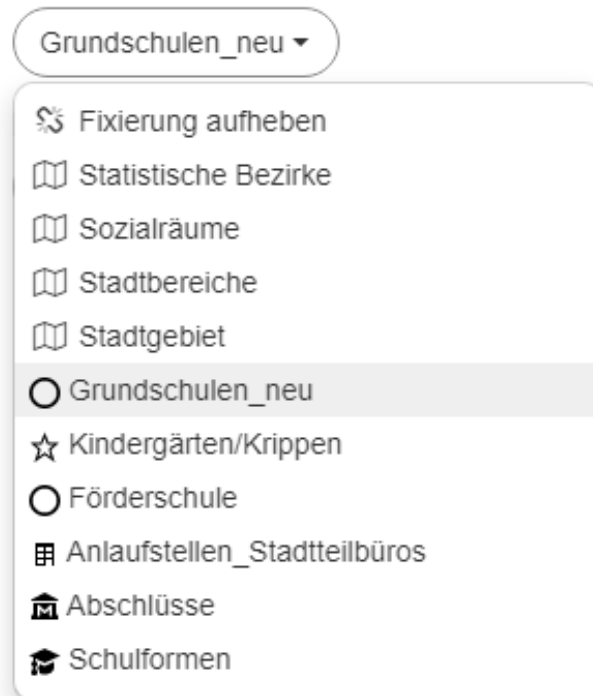 Grundschulen_neu
Fixierung aufheben
Statistische Bezirke
Sozialräume
Stadtbereiche
Stadtgebiet
Grundschulen_neu
Kindergärten/Krippen
Förderschule
Anlaufstellen_Stadtteilbüros
Abschlüsse
Schulformen